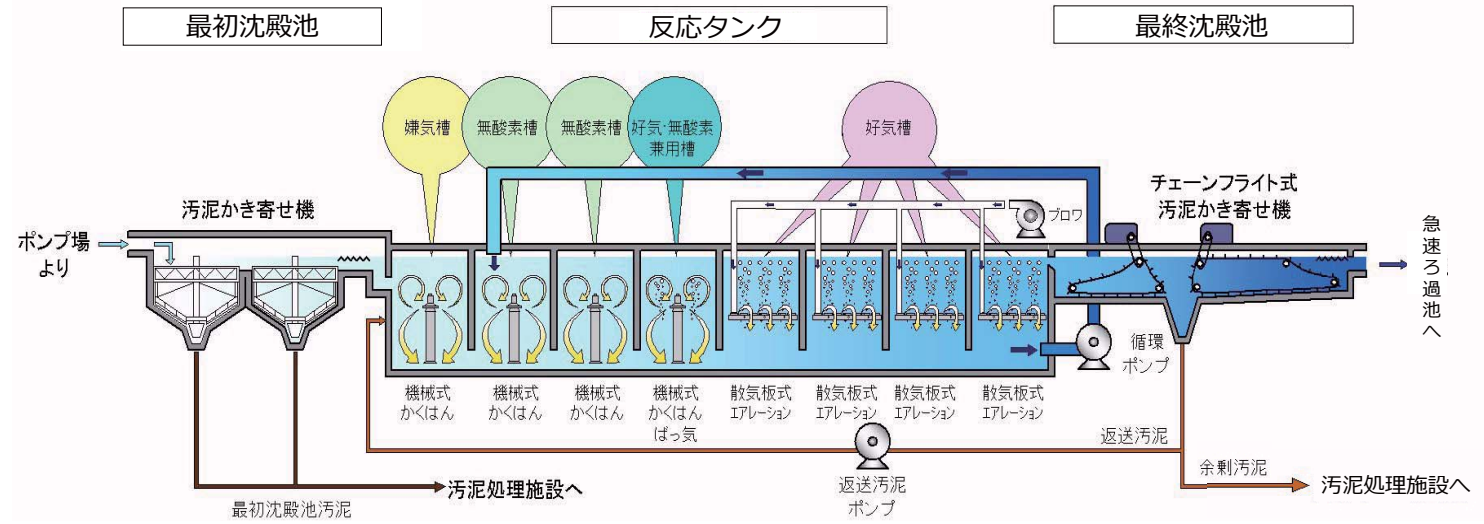 最初沈殿池
反応タンク
最終沈殿池
嫌気槽
無酸素槽
無酸素槽
好気・無酸素
兼用槽
好気槽
汚泥かき寄せ機
チェーンフライト式
汚泥かき寄せ機
ブロワ
ポンプ場
より
急速ろ過池へ
循環
ポンプ
機械式
かくはん
機械式
かくはん
機械式
かくはん
機械式
かくはん
ばっ気
散気板式
エアレーション
散気板式
エアレーション
散気板式
エアレーション
散気板式
エアレーション
返送汚泥
余剰汚泥
汚泥処理施設へ
返送汚泥
ポンプ
汚泥処理施設へ
最初沈殿池汚泥